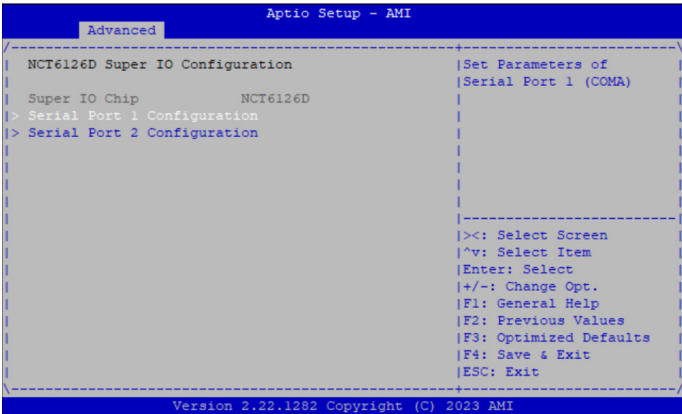 Aptio Setup - AMI
Advanced
NCT6126D Super IO Configuration
Super IO Chip NCT6126D
> Serial Port 1 Configuration
> Serial Port 2 Configuration
Set Parameters of
Serial Port 1 (COMA)
><: Select Screen
^v: Select Item
Enter: Select
+/-: Change Opt.
F1: General Help
F2: Previous Values
F3: Optimized Defaults
F4: Save & Exit
ESC: Exit
Version 2.22.1282 Copyright (C) 2023 AMI